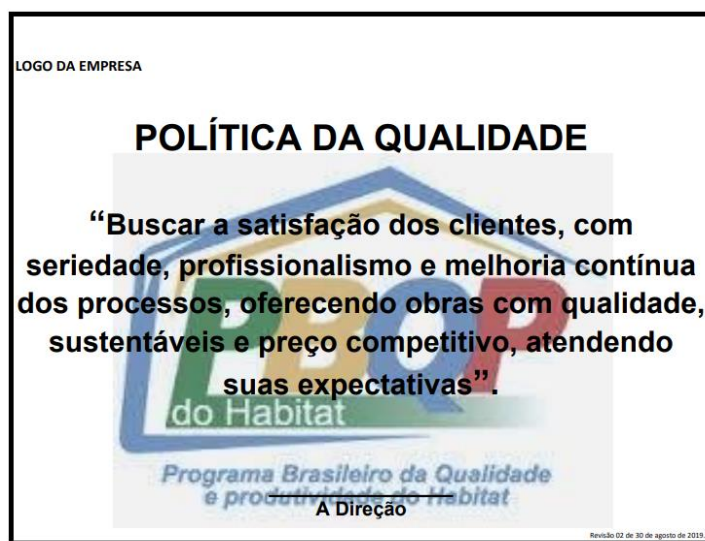 LOGO DA EMPRESA
POLÍTICA DA QUALIDADE
“Buscar a satisfação dos clientes, com
seriedade, profissionalismo e melhoria contínua
dos processos, oferecendo obras com qualidade,
sustentáveis e preço competitivo, atendendo
suas expectativas”.
PBQP
do Habitat
Programa Brasileiro da Qualidade
e produtividade do Habitat
A Direção
Revisão 02 de 30 de agosto de 2019.